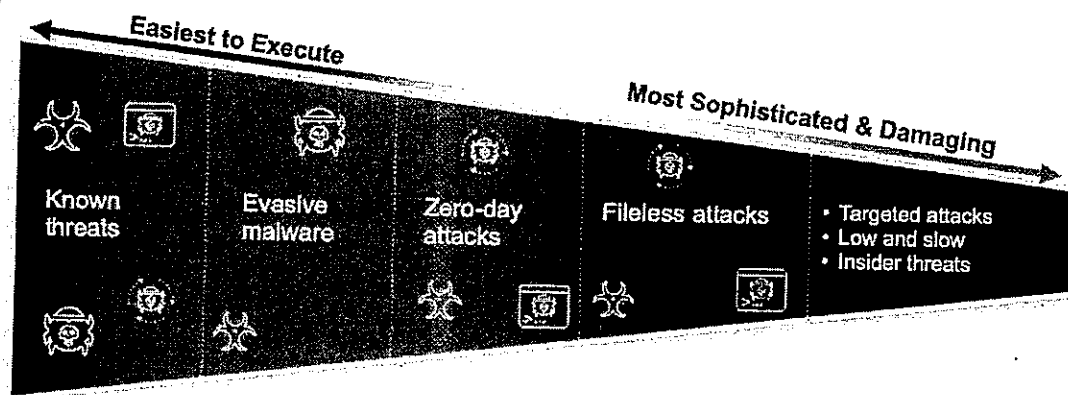 Easiest to Execute
Most Sophisticated & Damaging
Known
threats
Evasive
malware
Zero-day
attacks
Fileless attacks
• Targeted attacks
• Low and slow
• Insider threats